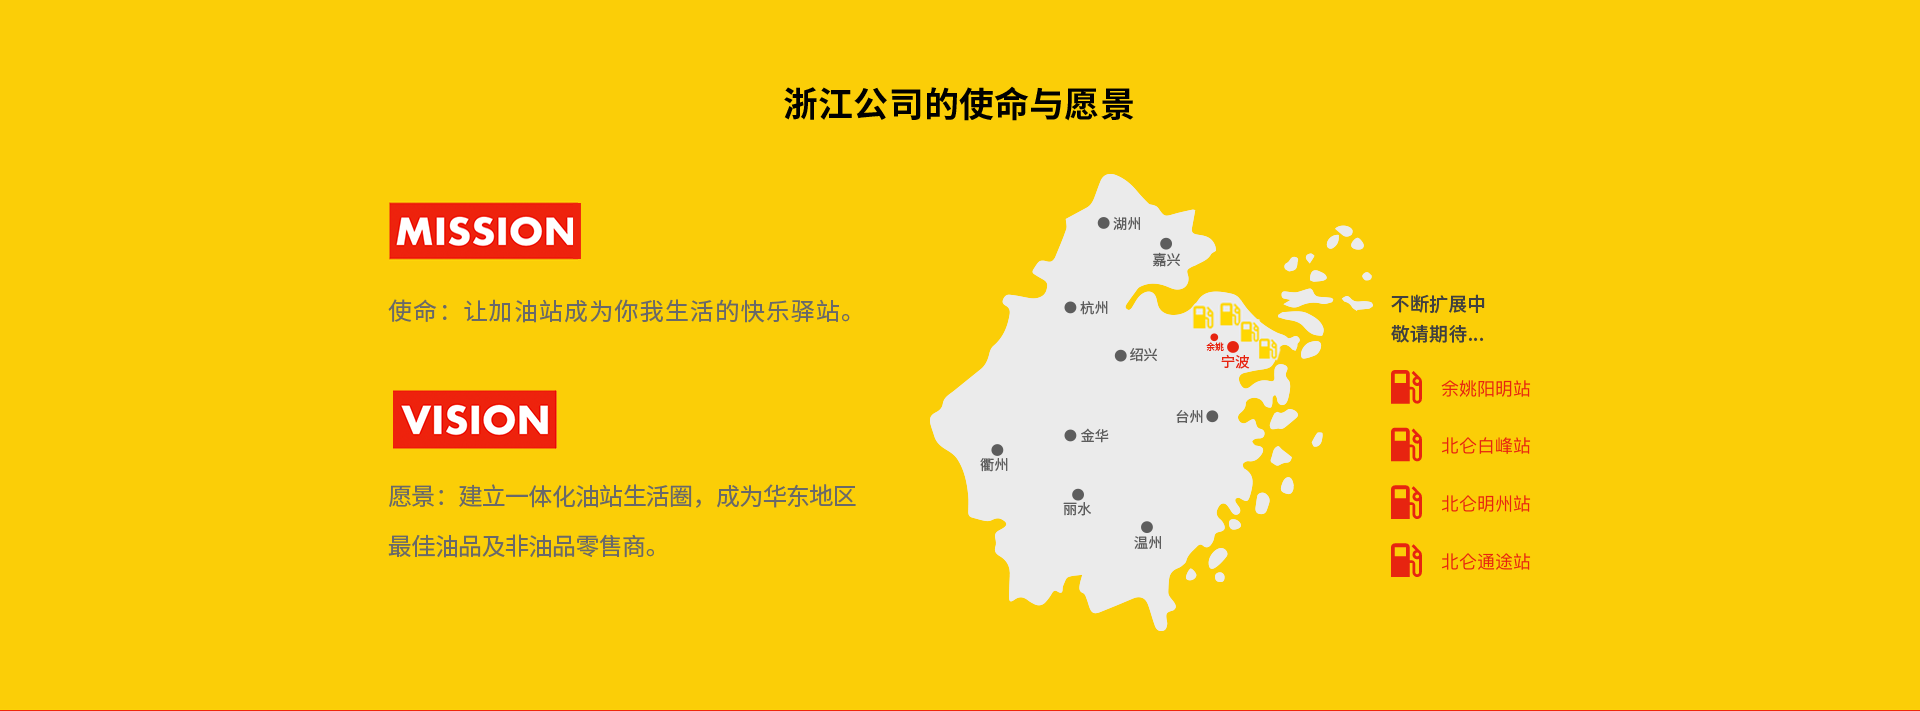 浙江公司的使命与愿景
MISSION
使命：让加油站成为你我生活的快乐驿站。
VISION
愿景：建立一体化油站生活圈，成为华东地区
最佳油品及非油品零售商。
湖州
嘉兴
杭州
绍兴
余姚
宁波
台州
金华
衢州
丽水
温州
不断扩展中
敬请期待...
余姚阳明站
北仑白峰站
北仑明州站
北仑通途站